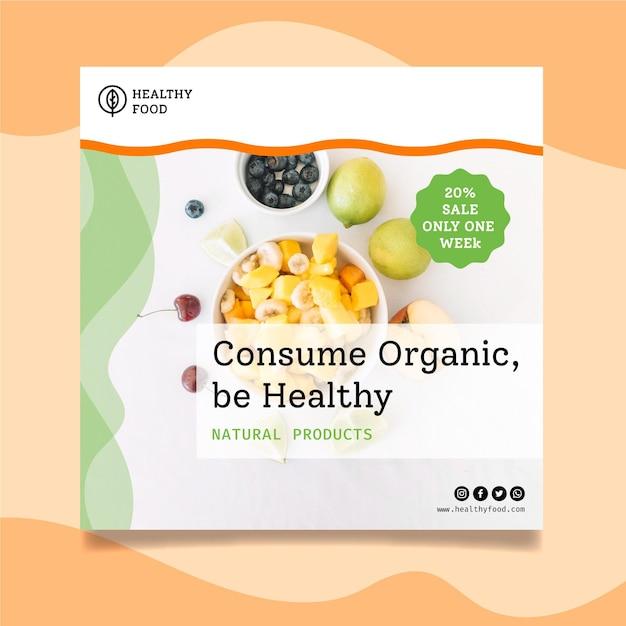 HEALTHY
FOOD
20%
SALE
ONLY ONE
WEEk
Consume Organic,
be Healthy
NATURAL PRODUCTS
www.healthyfood.com